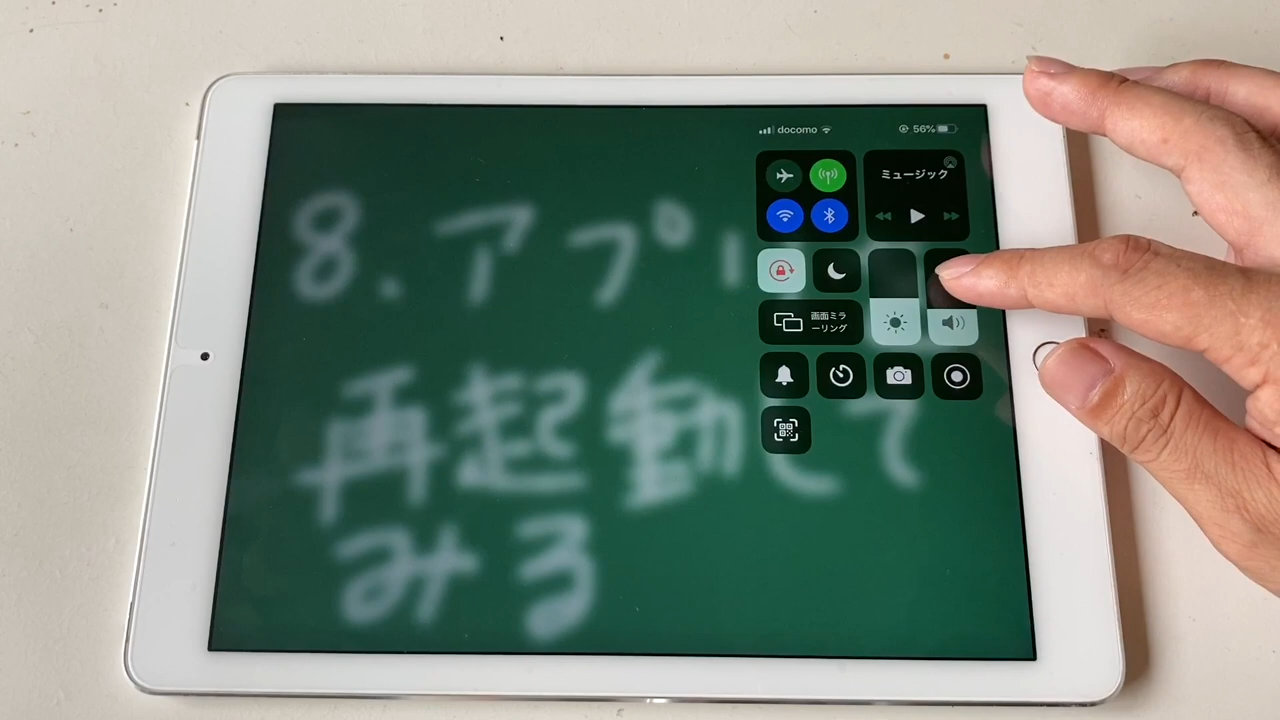 docomo 56%
ミュージック
画面ミラ
ーリング
8.アプリ
再起動して
みる